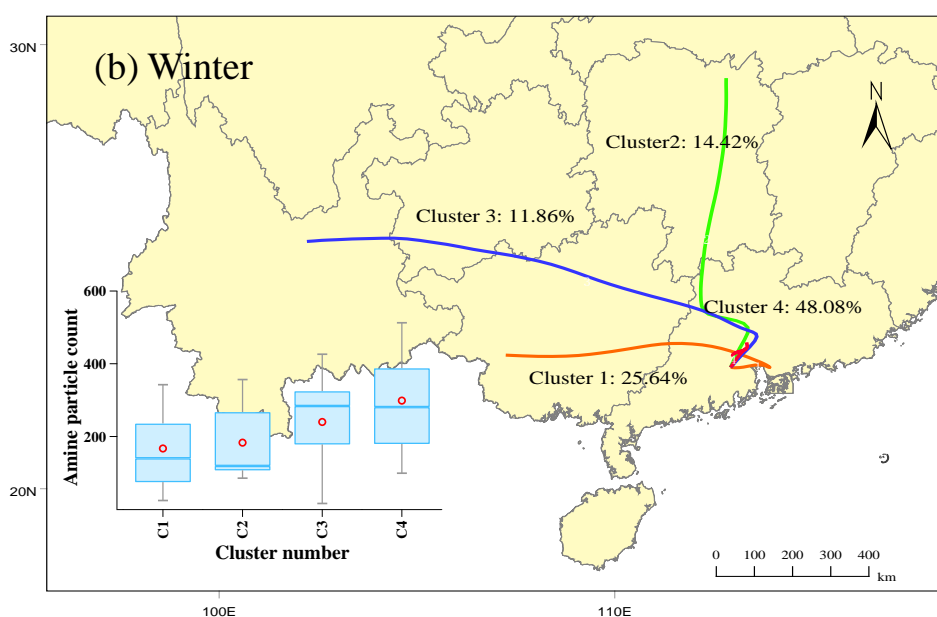 30N
(b) Winter
N
Cluster2: 14.42%
Cluster 3: 11.86%
Cluster 4: 48.08%
Cluster 1: 25.64%
600
400
200
Amine particle count
C1
C2
C3
C4
Cluster number
20N
0 100 200 300 400
km
100E
110E